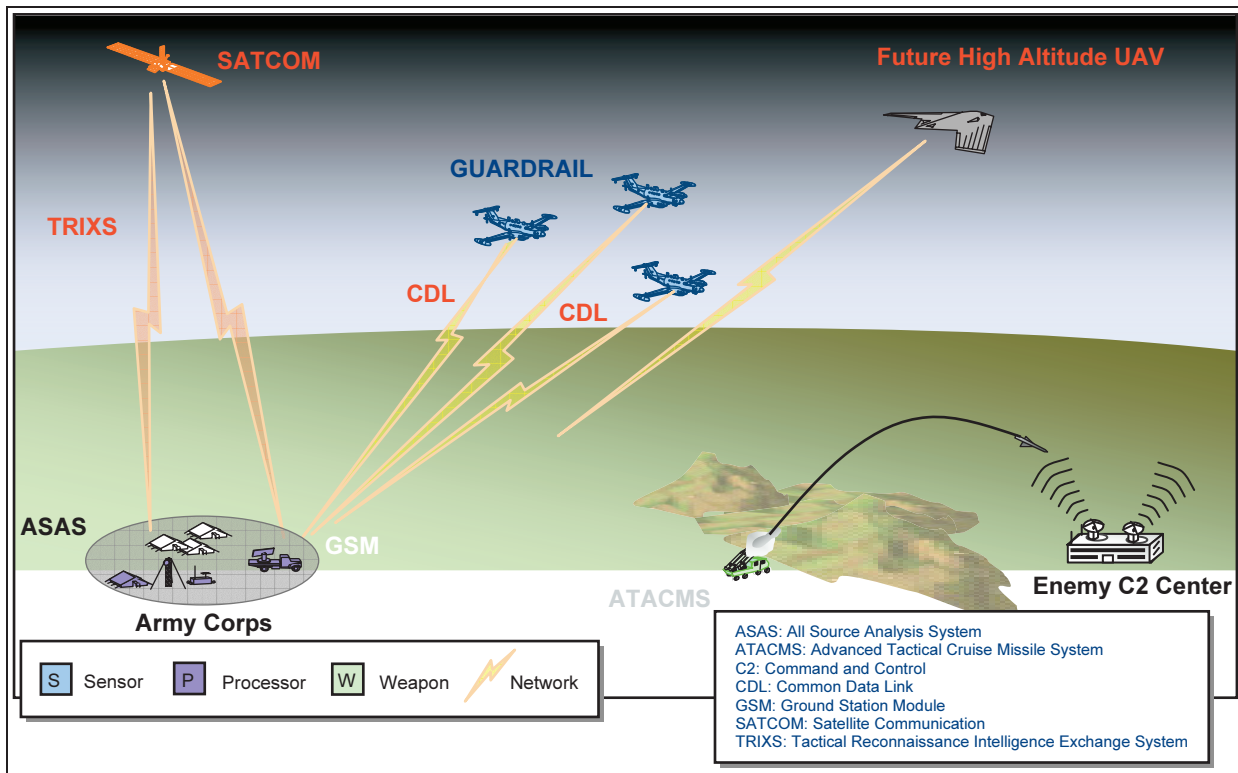 SATCOM
Future High Altitude UAV
GUARDRAIL
TRIXS
CDL
CDL
ASAS
GSM
ATACMS
Enemy C2 Center
Army Corps
S Sensor P Processor W Weapon Network
ASAS: All Source Analysis System
ATACMS: Advanced Tactical Cruise Missile System
C2: Command and Control
CDL: Common Data Link
GSM: Ground Station Module
SATCOM: Satellite Communication
TRIXS: Tactical Reconnaissance Intelligence Exchange System